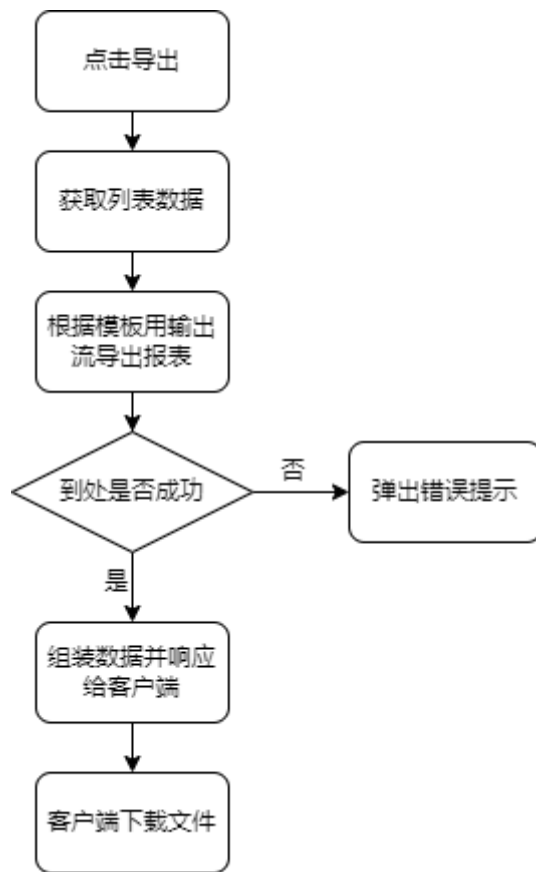 点击导出
获取列表数据
根据模板用输出
流导出报表
到处是否成功
否
弹出错误提示
是
组装数据并响应
给客户端
客户端下载文件